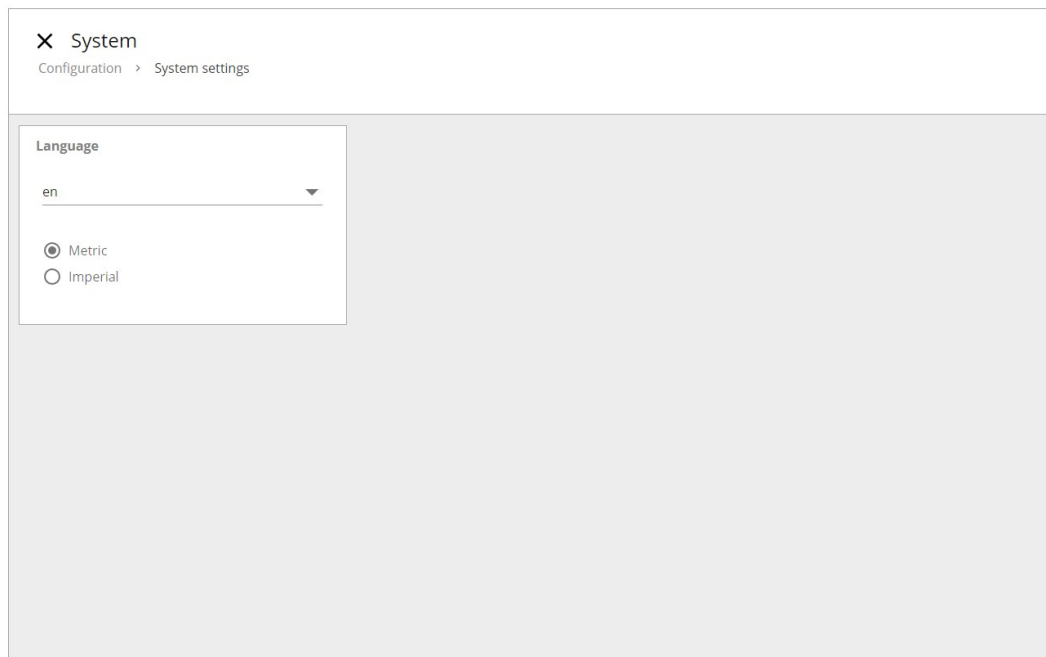 System
Configuration > System settings
Language
en
Metric
Imperial